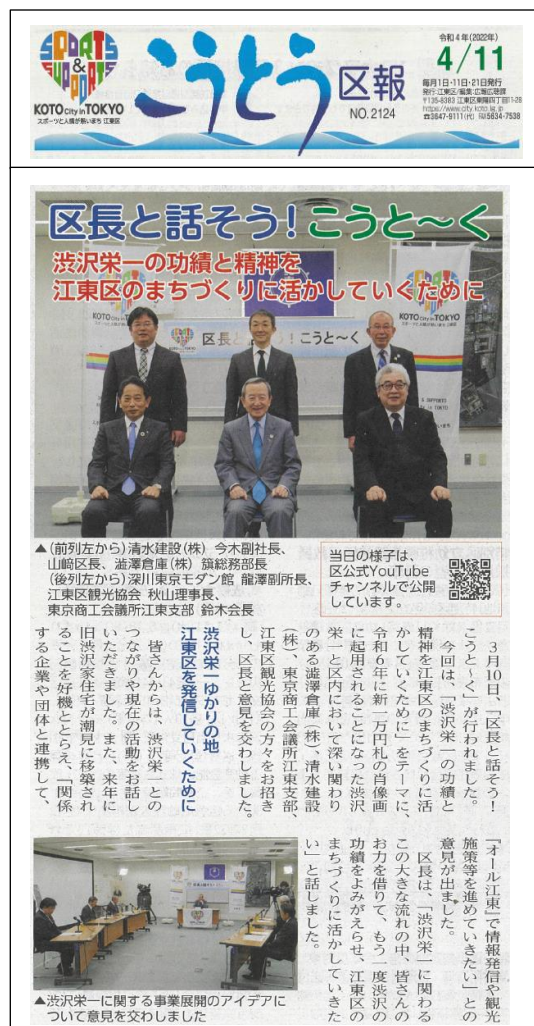 SPORTS
&
SUPPORTS
KOTO City in TOKYO
スポーツと人情が熱いまち 江東区
こうとう
区報
NO.2124
令和4年(2022年)
4/11
毎月1日・11日・21日発行
発行:江東区/編集:広報広聴課
〒135-8383 江東区東陽四丁目11-28
https://www.city.koto.lg.jp
☎3647-9111(代) FAX5634-7538
区長と話そう!こうと〜く
渋沢栄一の功績と精神を
江東区のまちづくりに活かしていくために
KOTO City in TOKYO
区長と話そう!こうと〜く
KOTO City in TOKYO
▲(前列左から)清水建設(株) 今木副社長、
山﨑区長、澁澤倉庫(株) 簱総務部長
(後列左から)深川東京モダン館 龍澤副所長、
江東区観光協会 秋山理事長、
東京商工会議所江東支部 鈴木会長
当日の様子は、
区公式YouTube
チャンネルで公開
しています。
3月10日、「区長と話そう!
こうと〜く」が行われました。
今回は、「渋沢栄一の功績と
精神を江東区のまちづくりに活
かしていくために」をテーマに、
令和6年に新一万円札の肖像画
に起用されることになった渋沢
栄一と区内において深い関わり
のある澁澤倉庫(株)、清水建設
(株)、東京商工会議所江東支部、
江東区観光協会の方々をお招き
し、区長と意見を交わしました。
渋沢栄一ゆかりの地
江東区を発信していくために
皆さんからは、渋沢栄一との
つながりや現在の活動をお話し
いただきました。また、来年に
旧渋沢家住宅が潮見に移築され
ることを好機ととらえ、「関係
する企業や団体と連携して、
『オール江東』で情報発信や観光
施策等を進めていきたい」との
意見が出ました。
区長は、「渋沢栄一に関わる
この大きな流れの中、皆さんの
お力を借りて、もう一度渋沢の
功績をよみがえらせ、江東区の
まちづくりに活かしていきた
い」と話しました。
▲渋沢栄一に関する事業展開のアイデアに
ついて意見を交わしました